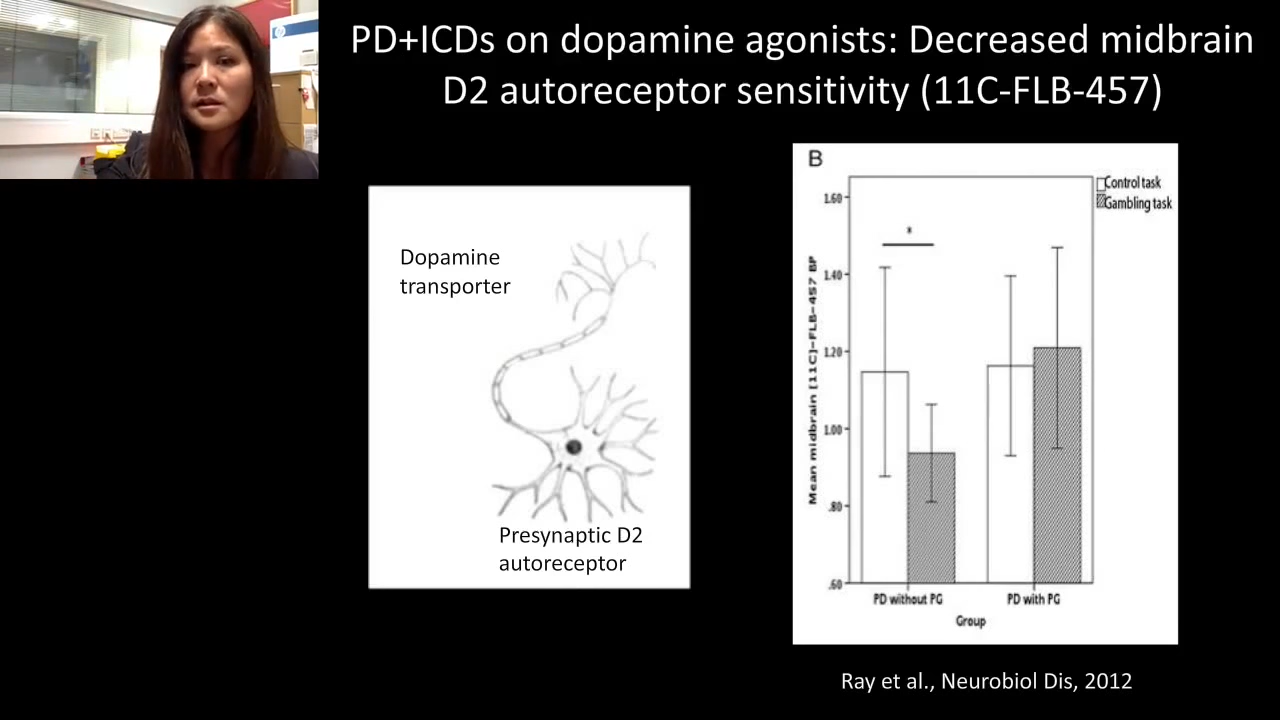 PD+ICDs on dopamine agonists: Decreased midbrain
D2 autoreceptor sensitivity (11C-FLB-457)
hp
Dopamine
transporter
Presynaptic D2
autoreceptor
B
Control task
Gambling task
*
Mean midbrain [11C]-FLB-457 BP
1.60
1.40
1.20
1.00
.80
.60
PD without PG
PD with PG
Group
Ray et al., Neurobiol Dis, 2012